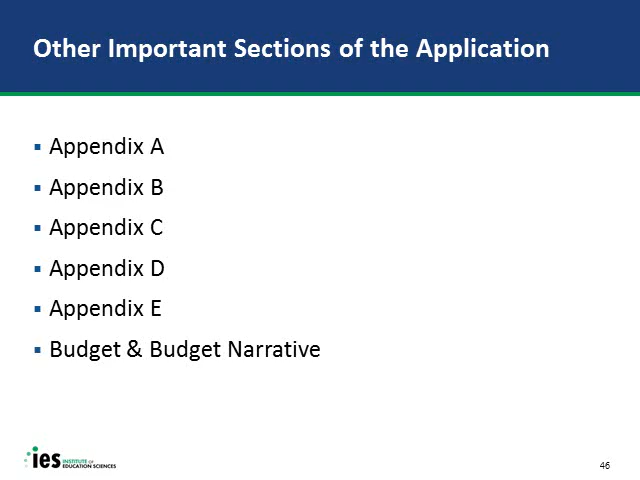 Other Important Sections of the Application
▪ Appendix A
▪ Appendix B
▪ Appendix C
▪ Appendix D
▪ Appendix E
▪ Budget & Budget Narrative
ies INSTITUTE OF
EDUCATION SCIENCES
46